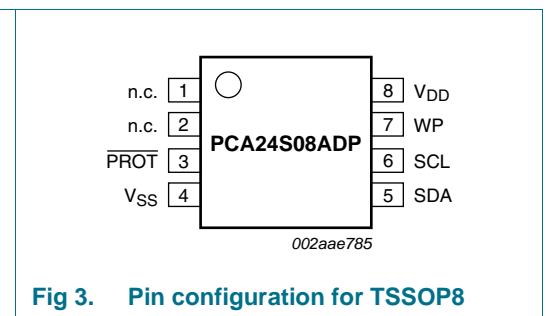 n.c. 1
n.c. 2
PROT 3
VSS 4
PCA24S08ADP
8 VDD
7 WP
6 SCL
5 SDA
002aae785
Fig 3. Pin configuration for TSSOP8